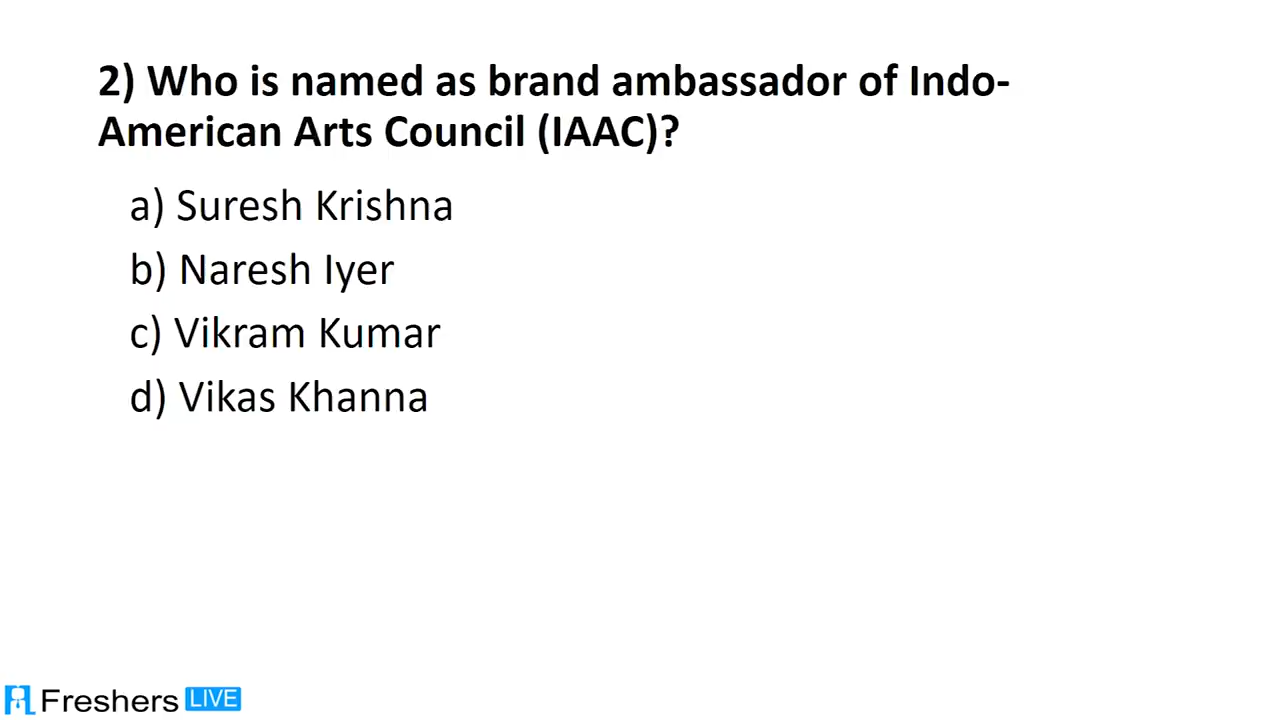 2) Who is named as brand ambassador of Indo-
American Arts Council (IAAC)?
a) Suresh Krishna
b) Naresh Iyer
c) Vikram Kumar
d) Vikas Khanna
Freshers LIVE